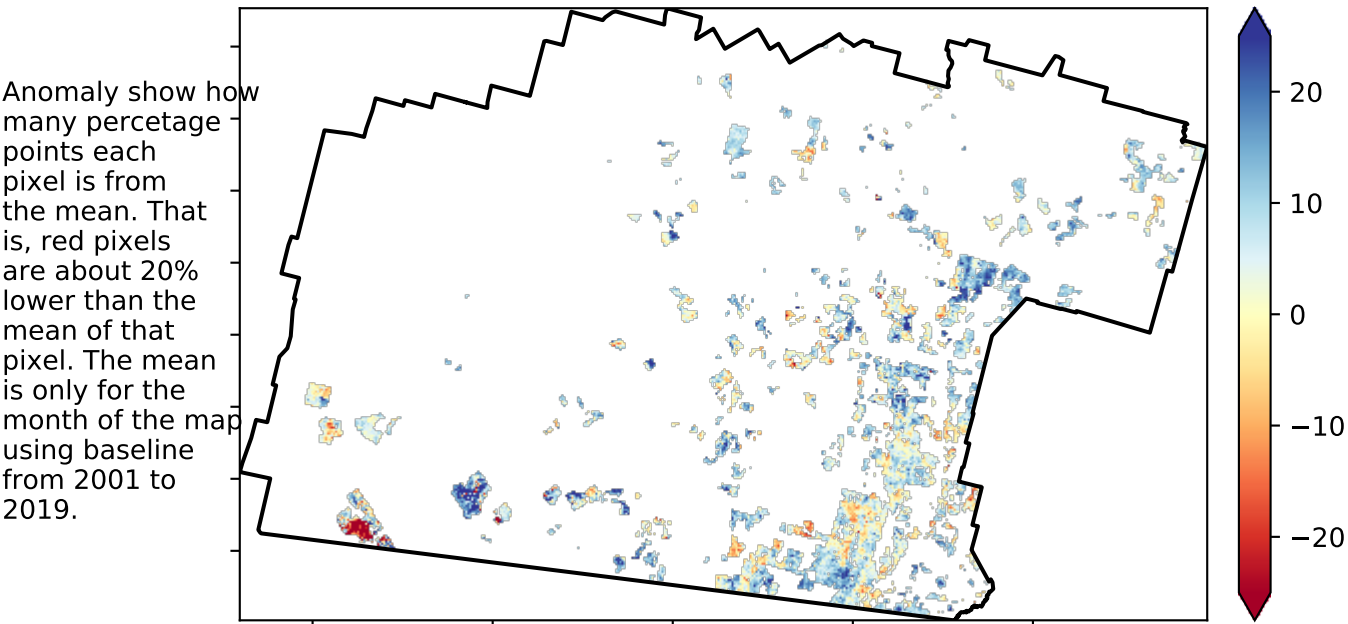 Anomaly show how
many percetage
points each
pixel is from
the mean. That
is, red pixels
are about 20%
lower than the
mean of that
pixel. The mean
is only for the
month of the map
using baseline
from 2001 to
2019.
20
10
0
−10
−20